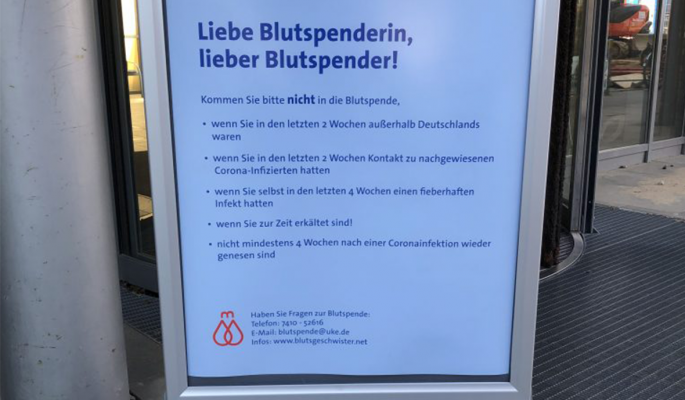 Liebe Blutspenderin,
lieber Blutspender!
Kommen Sie bitte nicht in die Blutspende,
• wenn Sie in den letzten 2 Wochen außerhalb Deutschlands
waren
• wenn Sie in den letzten 2 Wochen Kontakt zu nachgewiesenen
Corona-Infizierten hatten
• wenn Sie selbst in den letzten 4 Wochen einen fieberhaften
Infekt hatten
• wenn Sie zur Zeit erkältet sind!
• nicht mindestens 4 Wochen nach einer Coronainfektion wieder
genesen sind
Haben Sie Fragen zur Blutspende:
Telefon: 7410 - 52616
E-Mail: blutspende@uke.de
Infos: www.blutsgeschwister.net